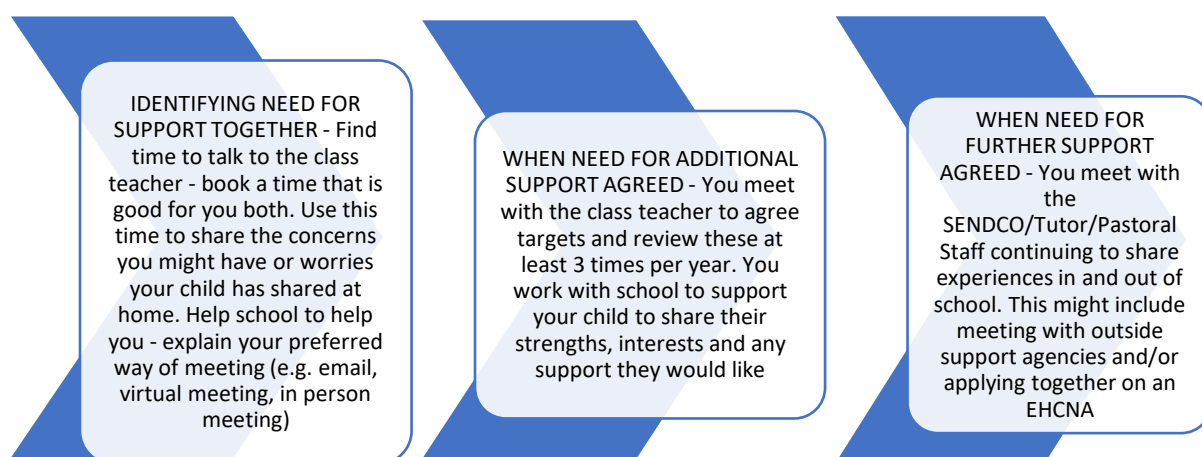 IDENTIFYING NEED FOR
SUPPORT TOGETHER - Find
time to talk to the class
teacher - book a time that is
good for you both. Use this
time to share the concerns
you might have or worries
your child has shared at
home. Help school to help
you - explain your preferred
way of meeting (e.g. email,
virtual meeting, in person
meeting)
WHEN NEED FOR ADDITIONAL
SUPPORT AGREED - You meet
with the class teacher to agree
targets and review these at
least 3 times per year. You
work with school to support
your child to share their
strengths, interests and any
support they would like
WHEN NEED FOR
FURTHER SUPPORT
AGREED - You meet with
the
SENDCO/Tutor/Pastoral
Staff continuing to share
experiences in and out of
school. This might include
meeting with outside
support agencies and/or
applying together on an
EHCNA